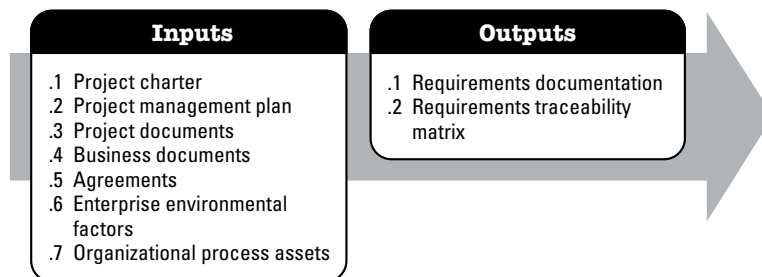 Inputs
.1 Project charter
.2 Project management plan
.3 Project documents
.4 Business documents
.5 Agreements
.6 Enterprise environmental
factors
.7 Organizational process assets
Outputs
.1 Requirements documentation
.2 Requirements traceability
matrix